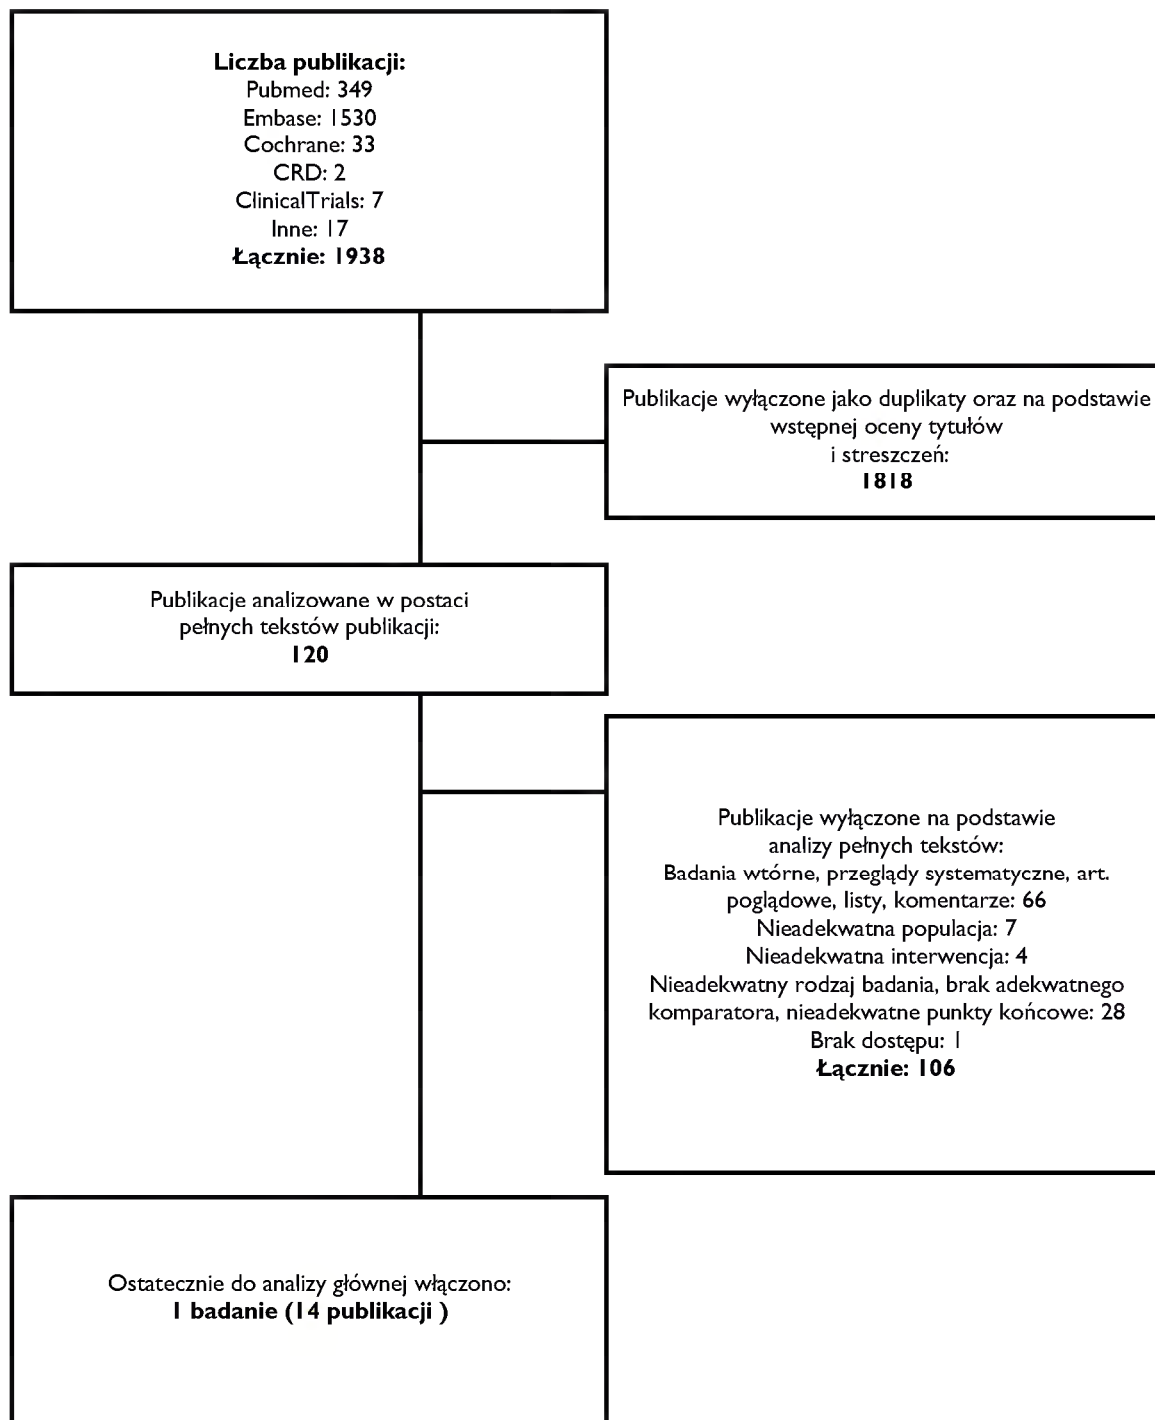 Liczba publikacji:
Pubmed: 349
Embase: 1530
Cochrane: 33
CRD: 2
ClinicalTrials: 7
Inne: 17
Łącznie: 1938
Publikacje wyłączone jako duplikaty oraz na podstawie
wstępnej oceny tytułów
i streszczeń:
1818
Publikacje analizowane w postaci
pełnych tekstów publikacji:
120
Publikacje wyłączone na podstawie
analizy pełnych tekstów:
Badania wtórne, przeglądy systematyczne, art.
poglądowe, listy, komentarze: 66
Nieadekwatna populacja: 7
Nieadekwatna interwencja: 4
Nieadekwatny rodzaj badania, brak adekwatnego
komparatora, nieadekwatne punkty końcowe: 28
Brak dostępu: 1
Łącznie: 106
Ostatecznie do analizy głównej włączono:
1 badanie (14 publikacji )